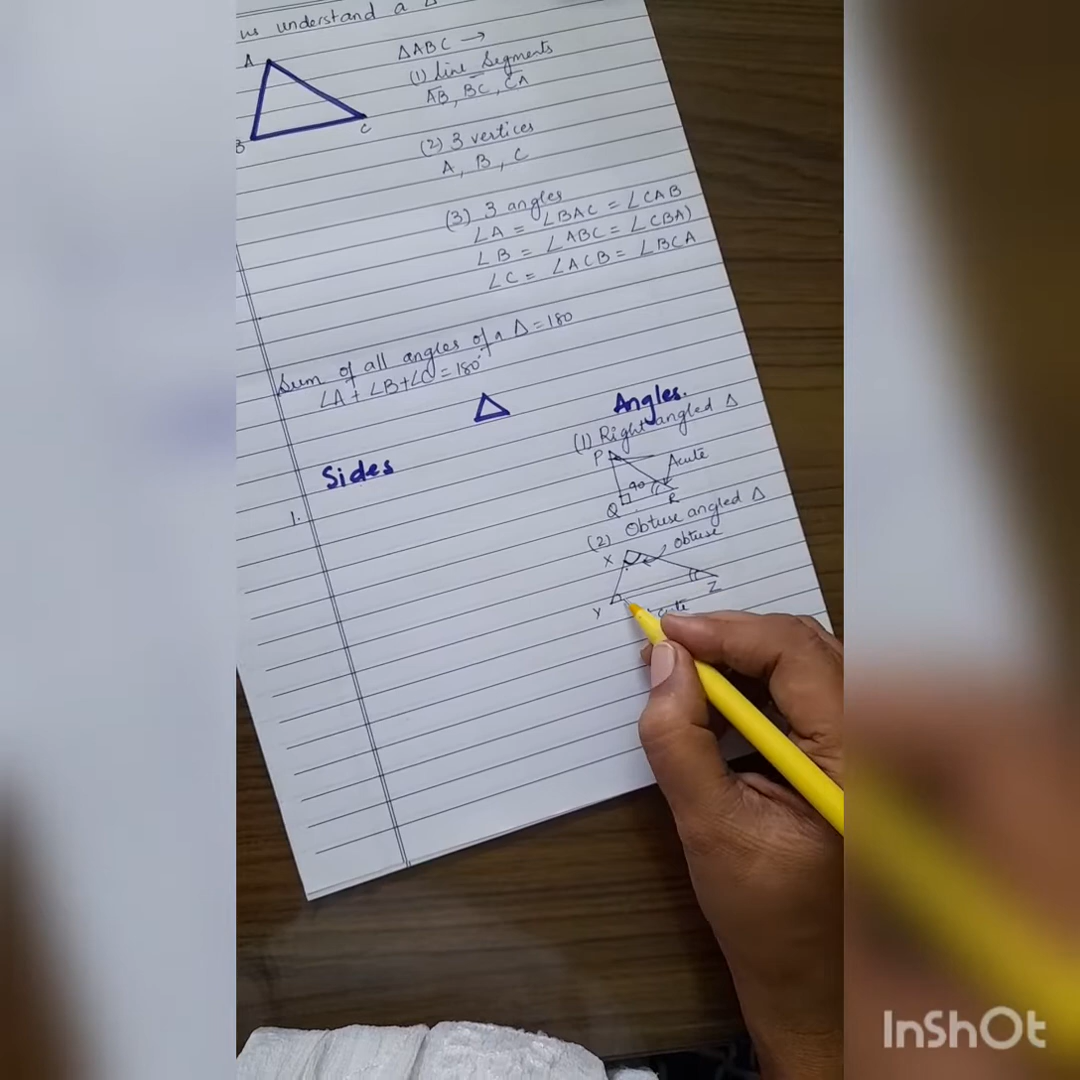 us understand a Δ
A
B
C
ΔABC →
(1) Line Segments
AB, BC, CA
(2) 3 vertices
A, B, C
(3) 3 angles
∠A = ∠BAC = ∠CAB
∠B = ∠ABC = ∠CBA)
∠C = ∠ACB = ∠BCA
Sum of all angles of a Δ = 180
∠A + ∠B + ∠C = 180°
Δ
Sides
1.
Angles.
(1) Right angled Δ
P
Acute
90
Q
R
(2) Obtuse angled Δ
X
Obtuse
Z
Y
InShOt